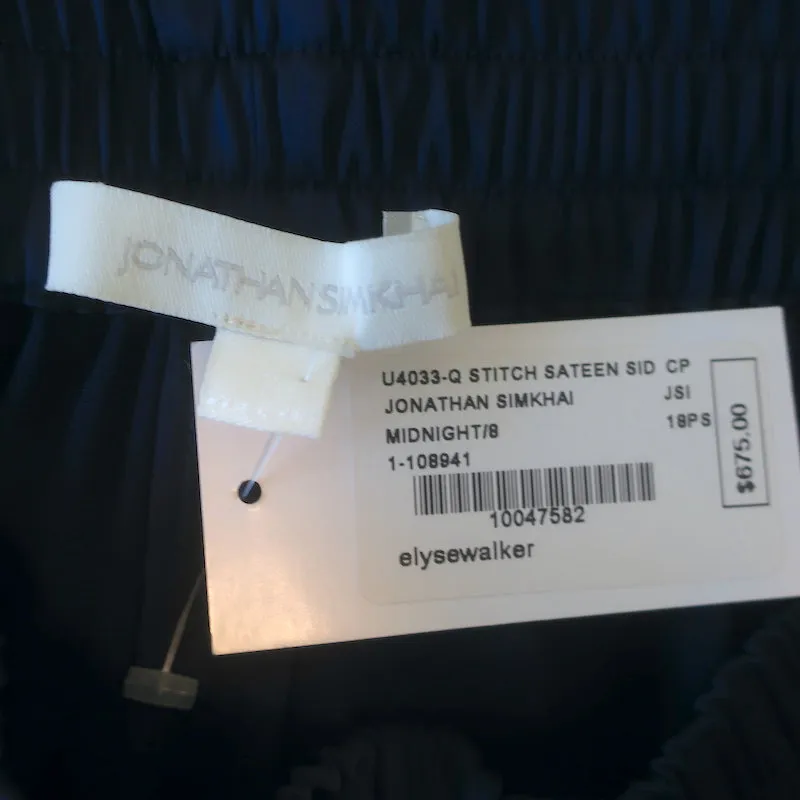 JONATHAN SIMKHAI
U4033-Q STITCH SATEEN SID CP
JONATHAN SIMKHAI JSI
MIDNIGHT/8 18PS
1-108941
$675.00
10047582
elysewalker